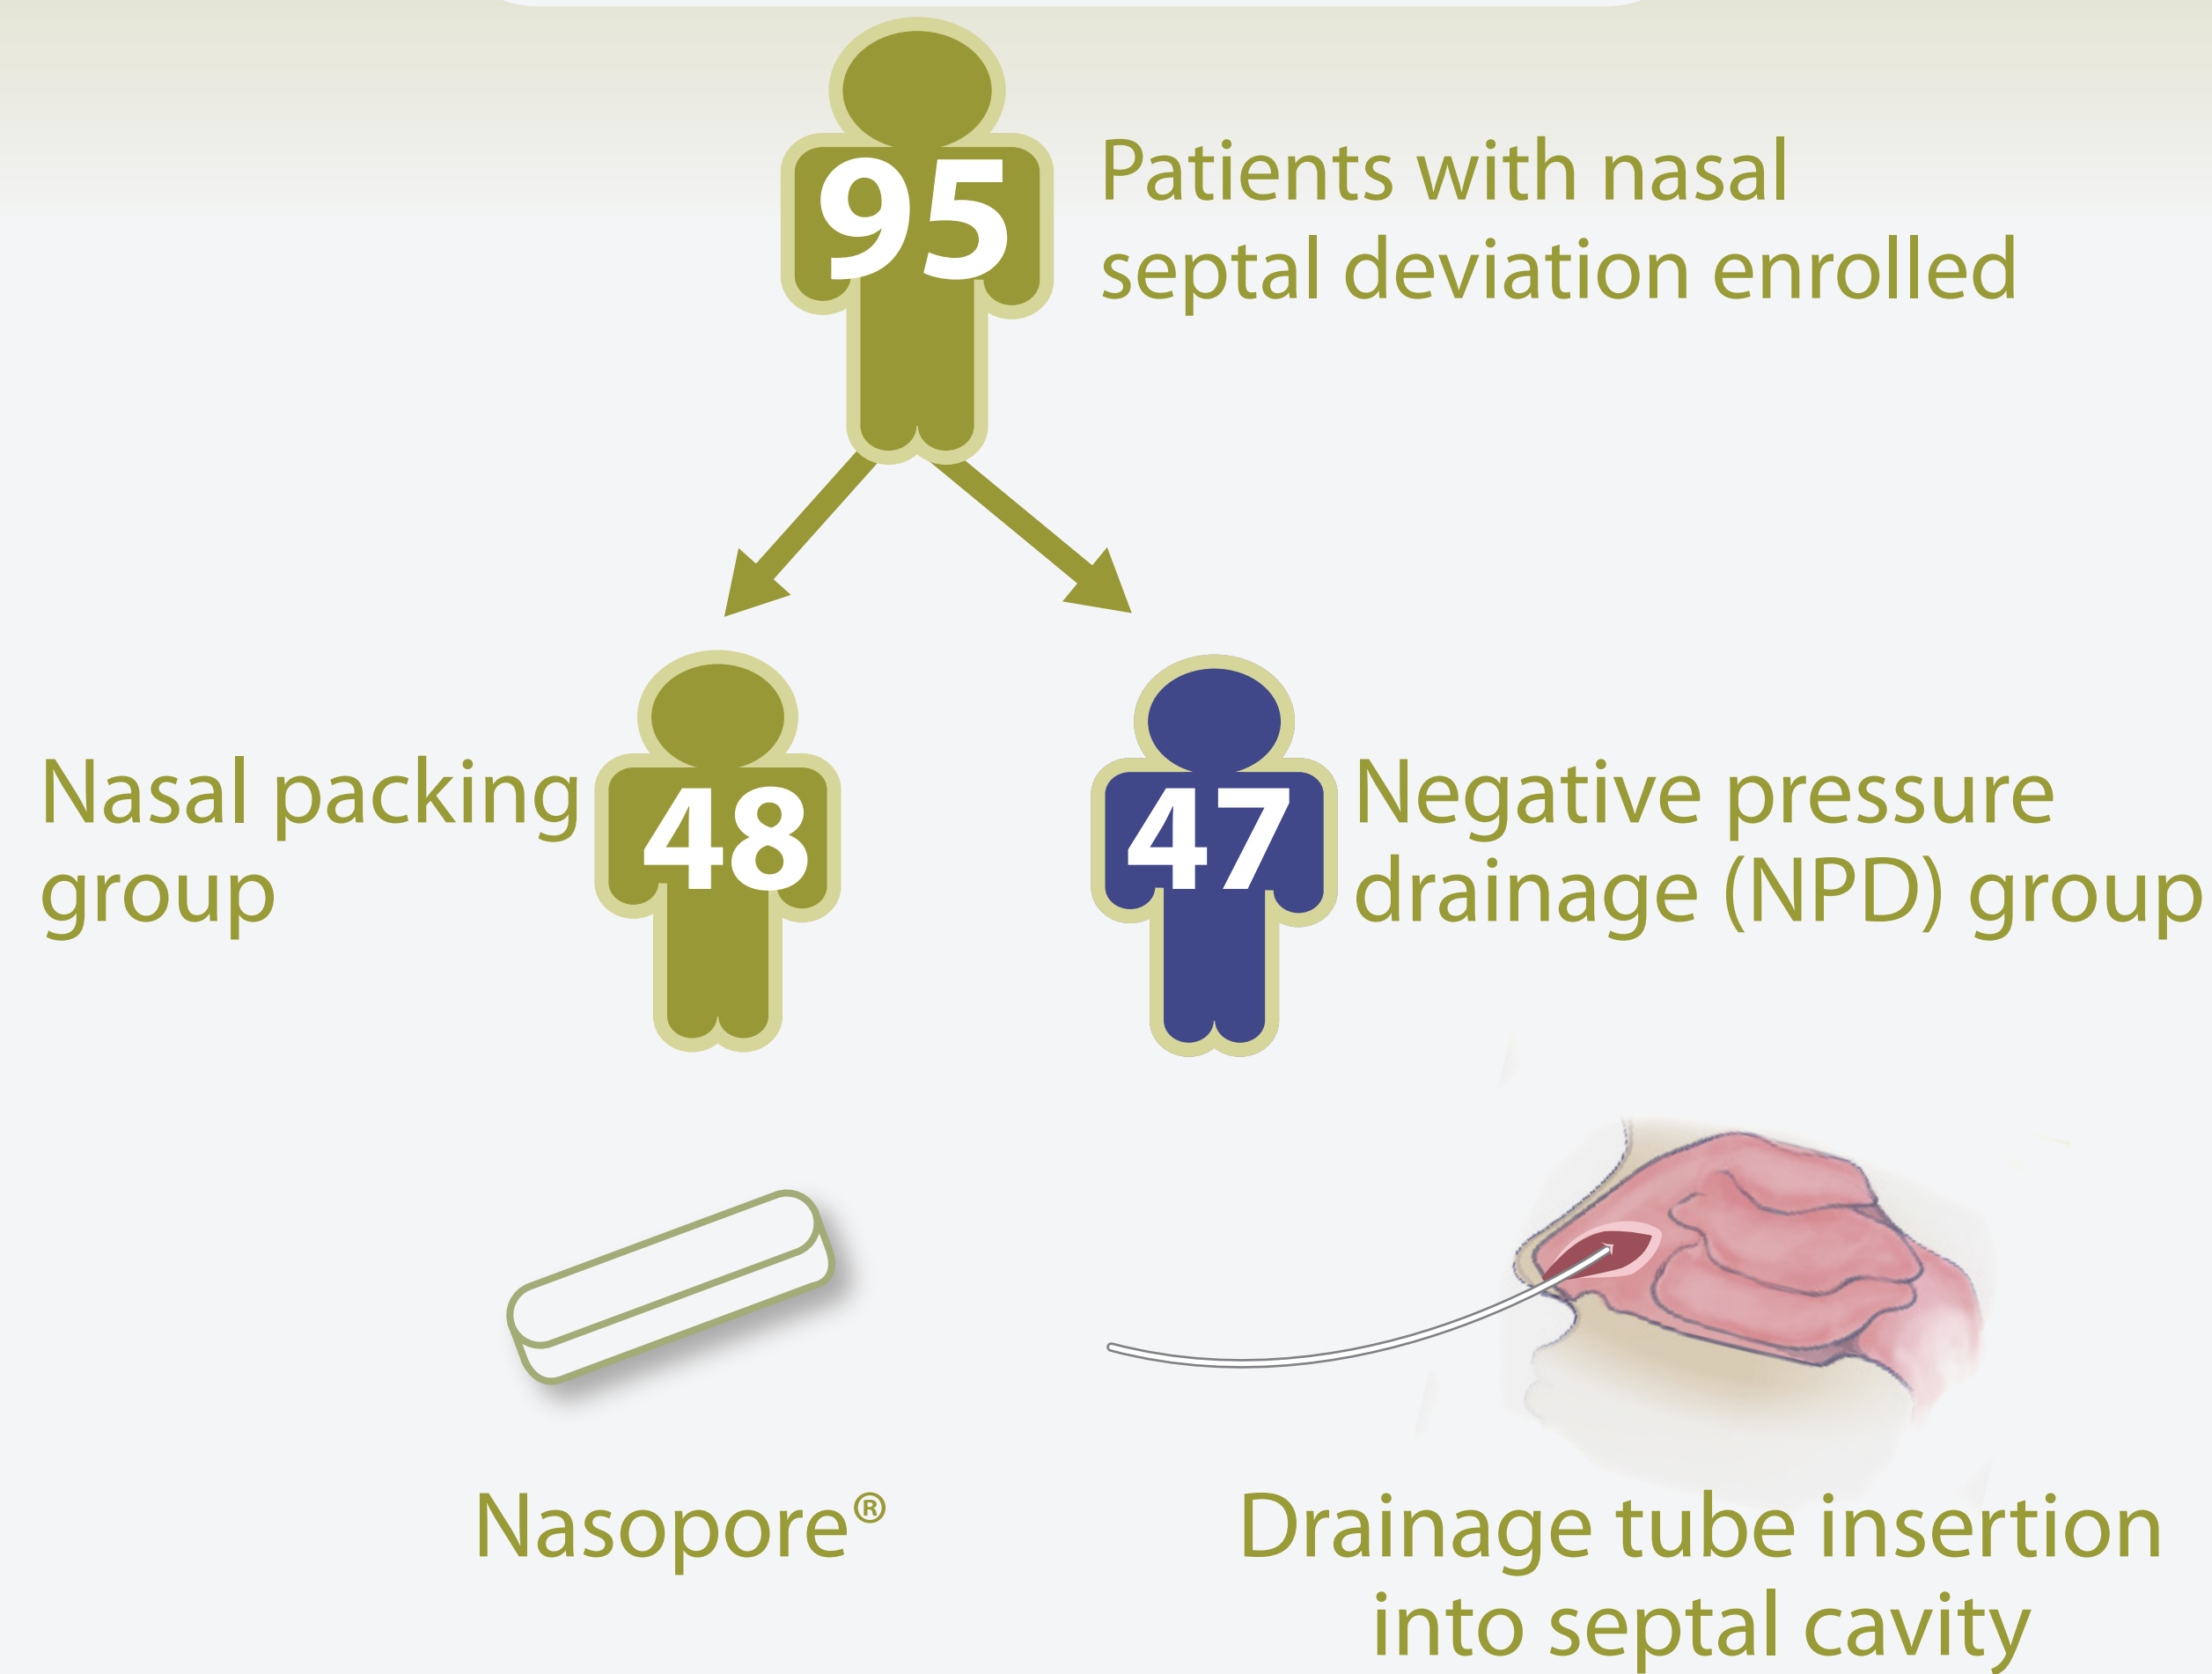 95
Patients with nasal
septal deviation enrolled
Nasal packing
group
48
47
Negative pressure
drainage (NPD) group
Nasopore®
Drainage tube insertion
into septal cavity